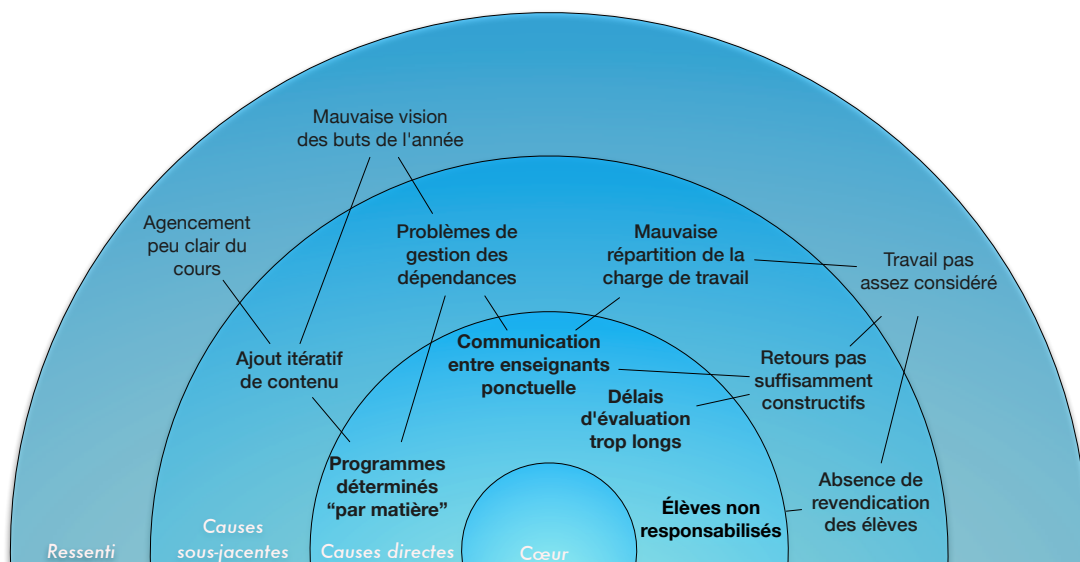 Mauvaise vision
des buts de l'année
Agencement
peu clair du
cours
Problèmes de
gestion des
dépendances
Mauvaise
répartition de la
charge de travail
Travail pas
assez considéré
Ajout itératif
de contenu
Communication
entre enseignants
ponctuelle
Retours pas
suffisamment
constructifs
Délais
d'évaluation
trop longs
Programmes
déterminés
“par matière”
Élèves non
responsabilisés
Absence de
revendication
des élèves
Ressenti
Causes
sous-jacentes
Causes directes
Cœur